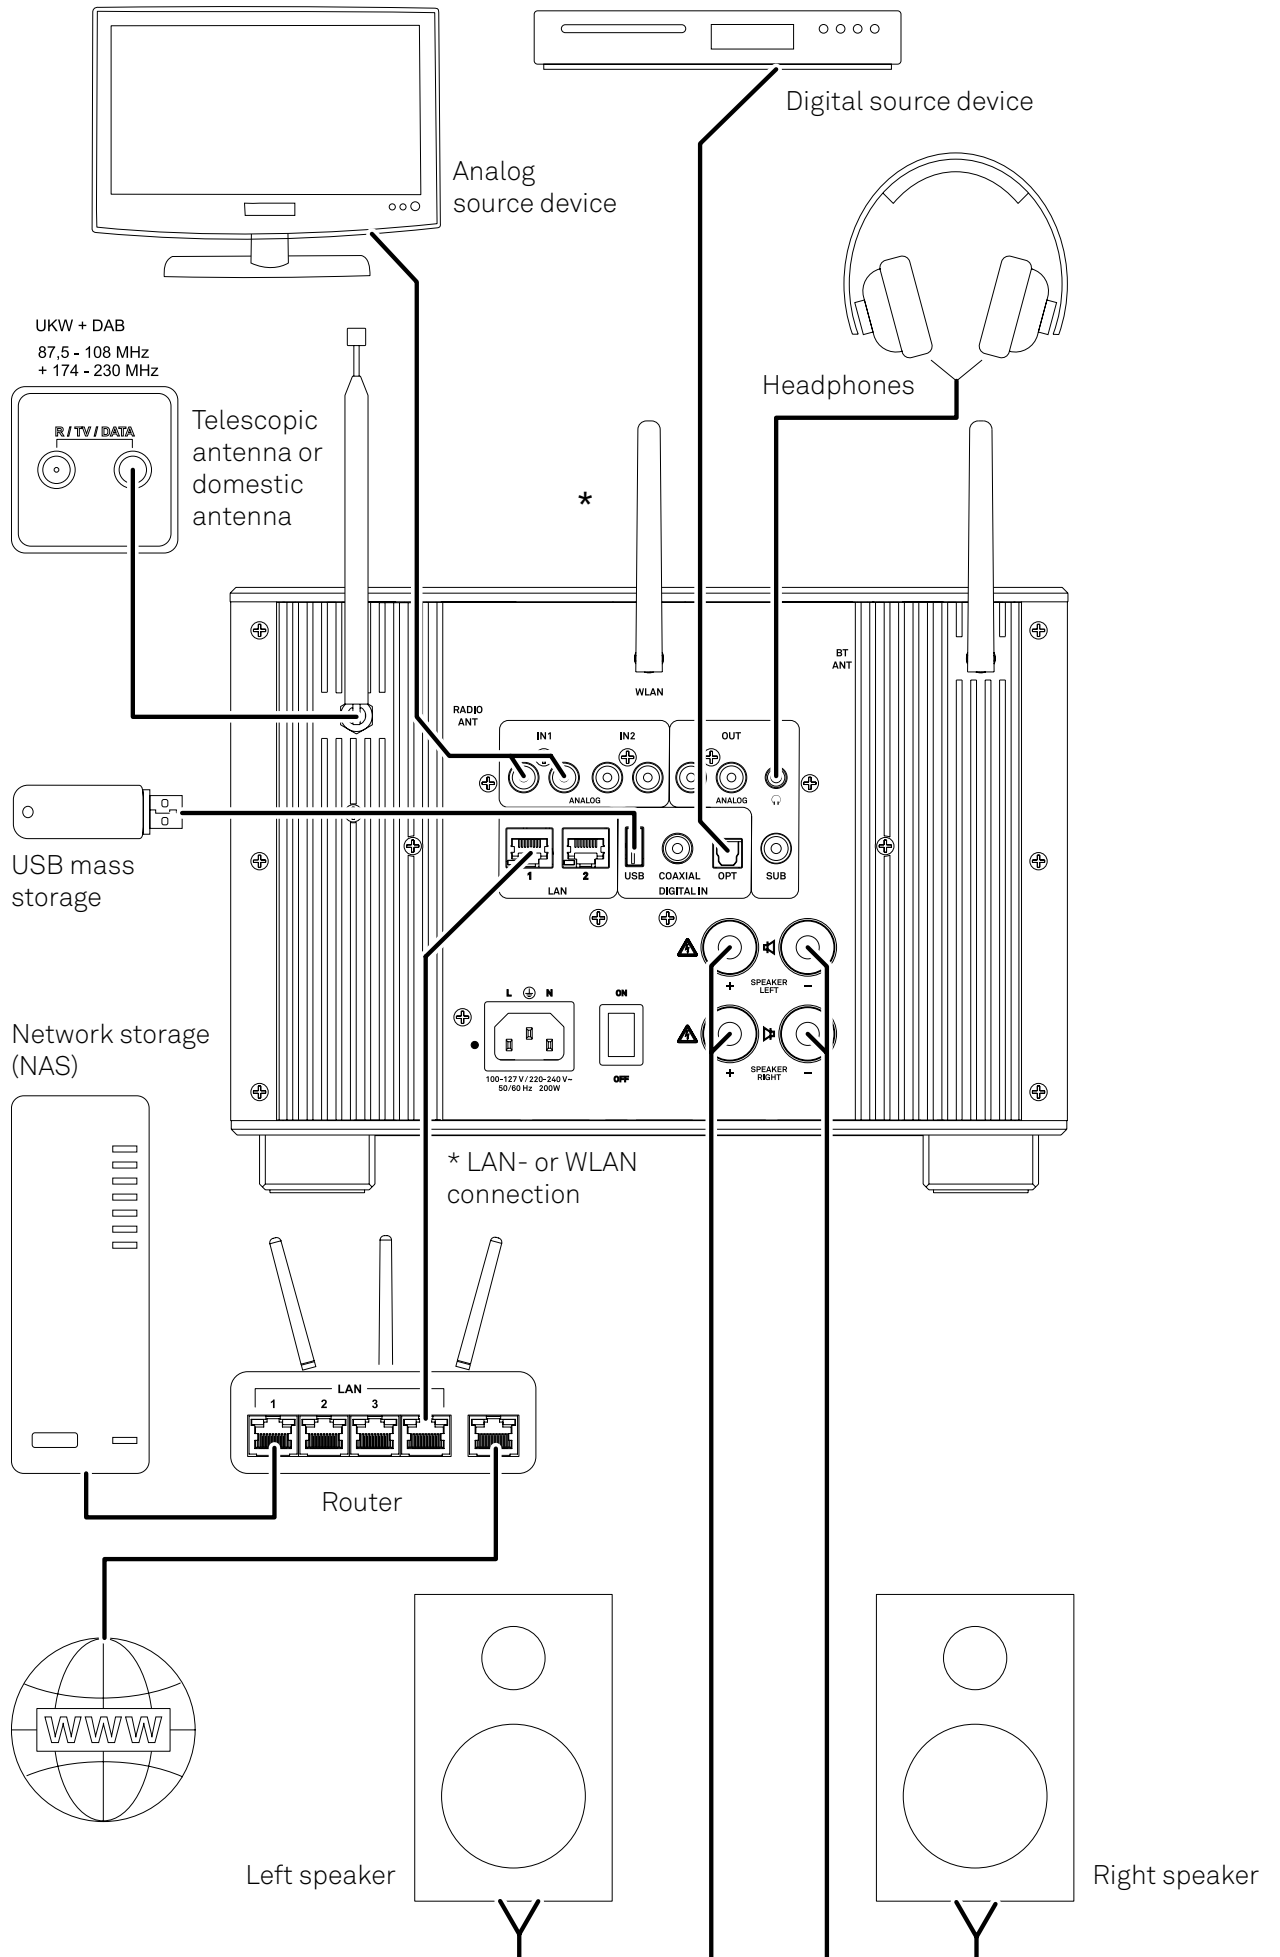 Digital source device
Analog
source device
UKW + DAB
87,5 - 108 MHz
+ 174 - 230 MHz
R / TV / DATA
Telescopic
antenna or
domestic
antenna
Headphones
*
BT
ANT
WLAN
RADIO
ANT
IN1
IN2
OUT
ANALOG
ANALOG
USB mass
storage
1
2
LAN
USB
COAXIAL
OPT
DIGITAL IN
SUB
+
SPEAKER
LEFT
–
L
N
ON
OFF
100-127 V / 220-240 V~
50/60 Hz 200W
+
SPEAKER
RIGHT
–
Network storage
(NAS)
* LAN- or WLAN
connection
LAN
1
2
3
Router
WWW
Left speaker
Right speaker